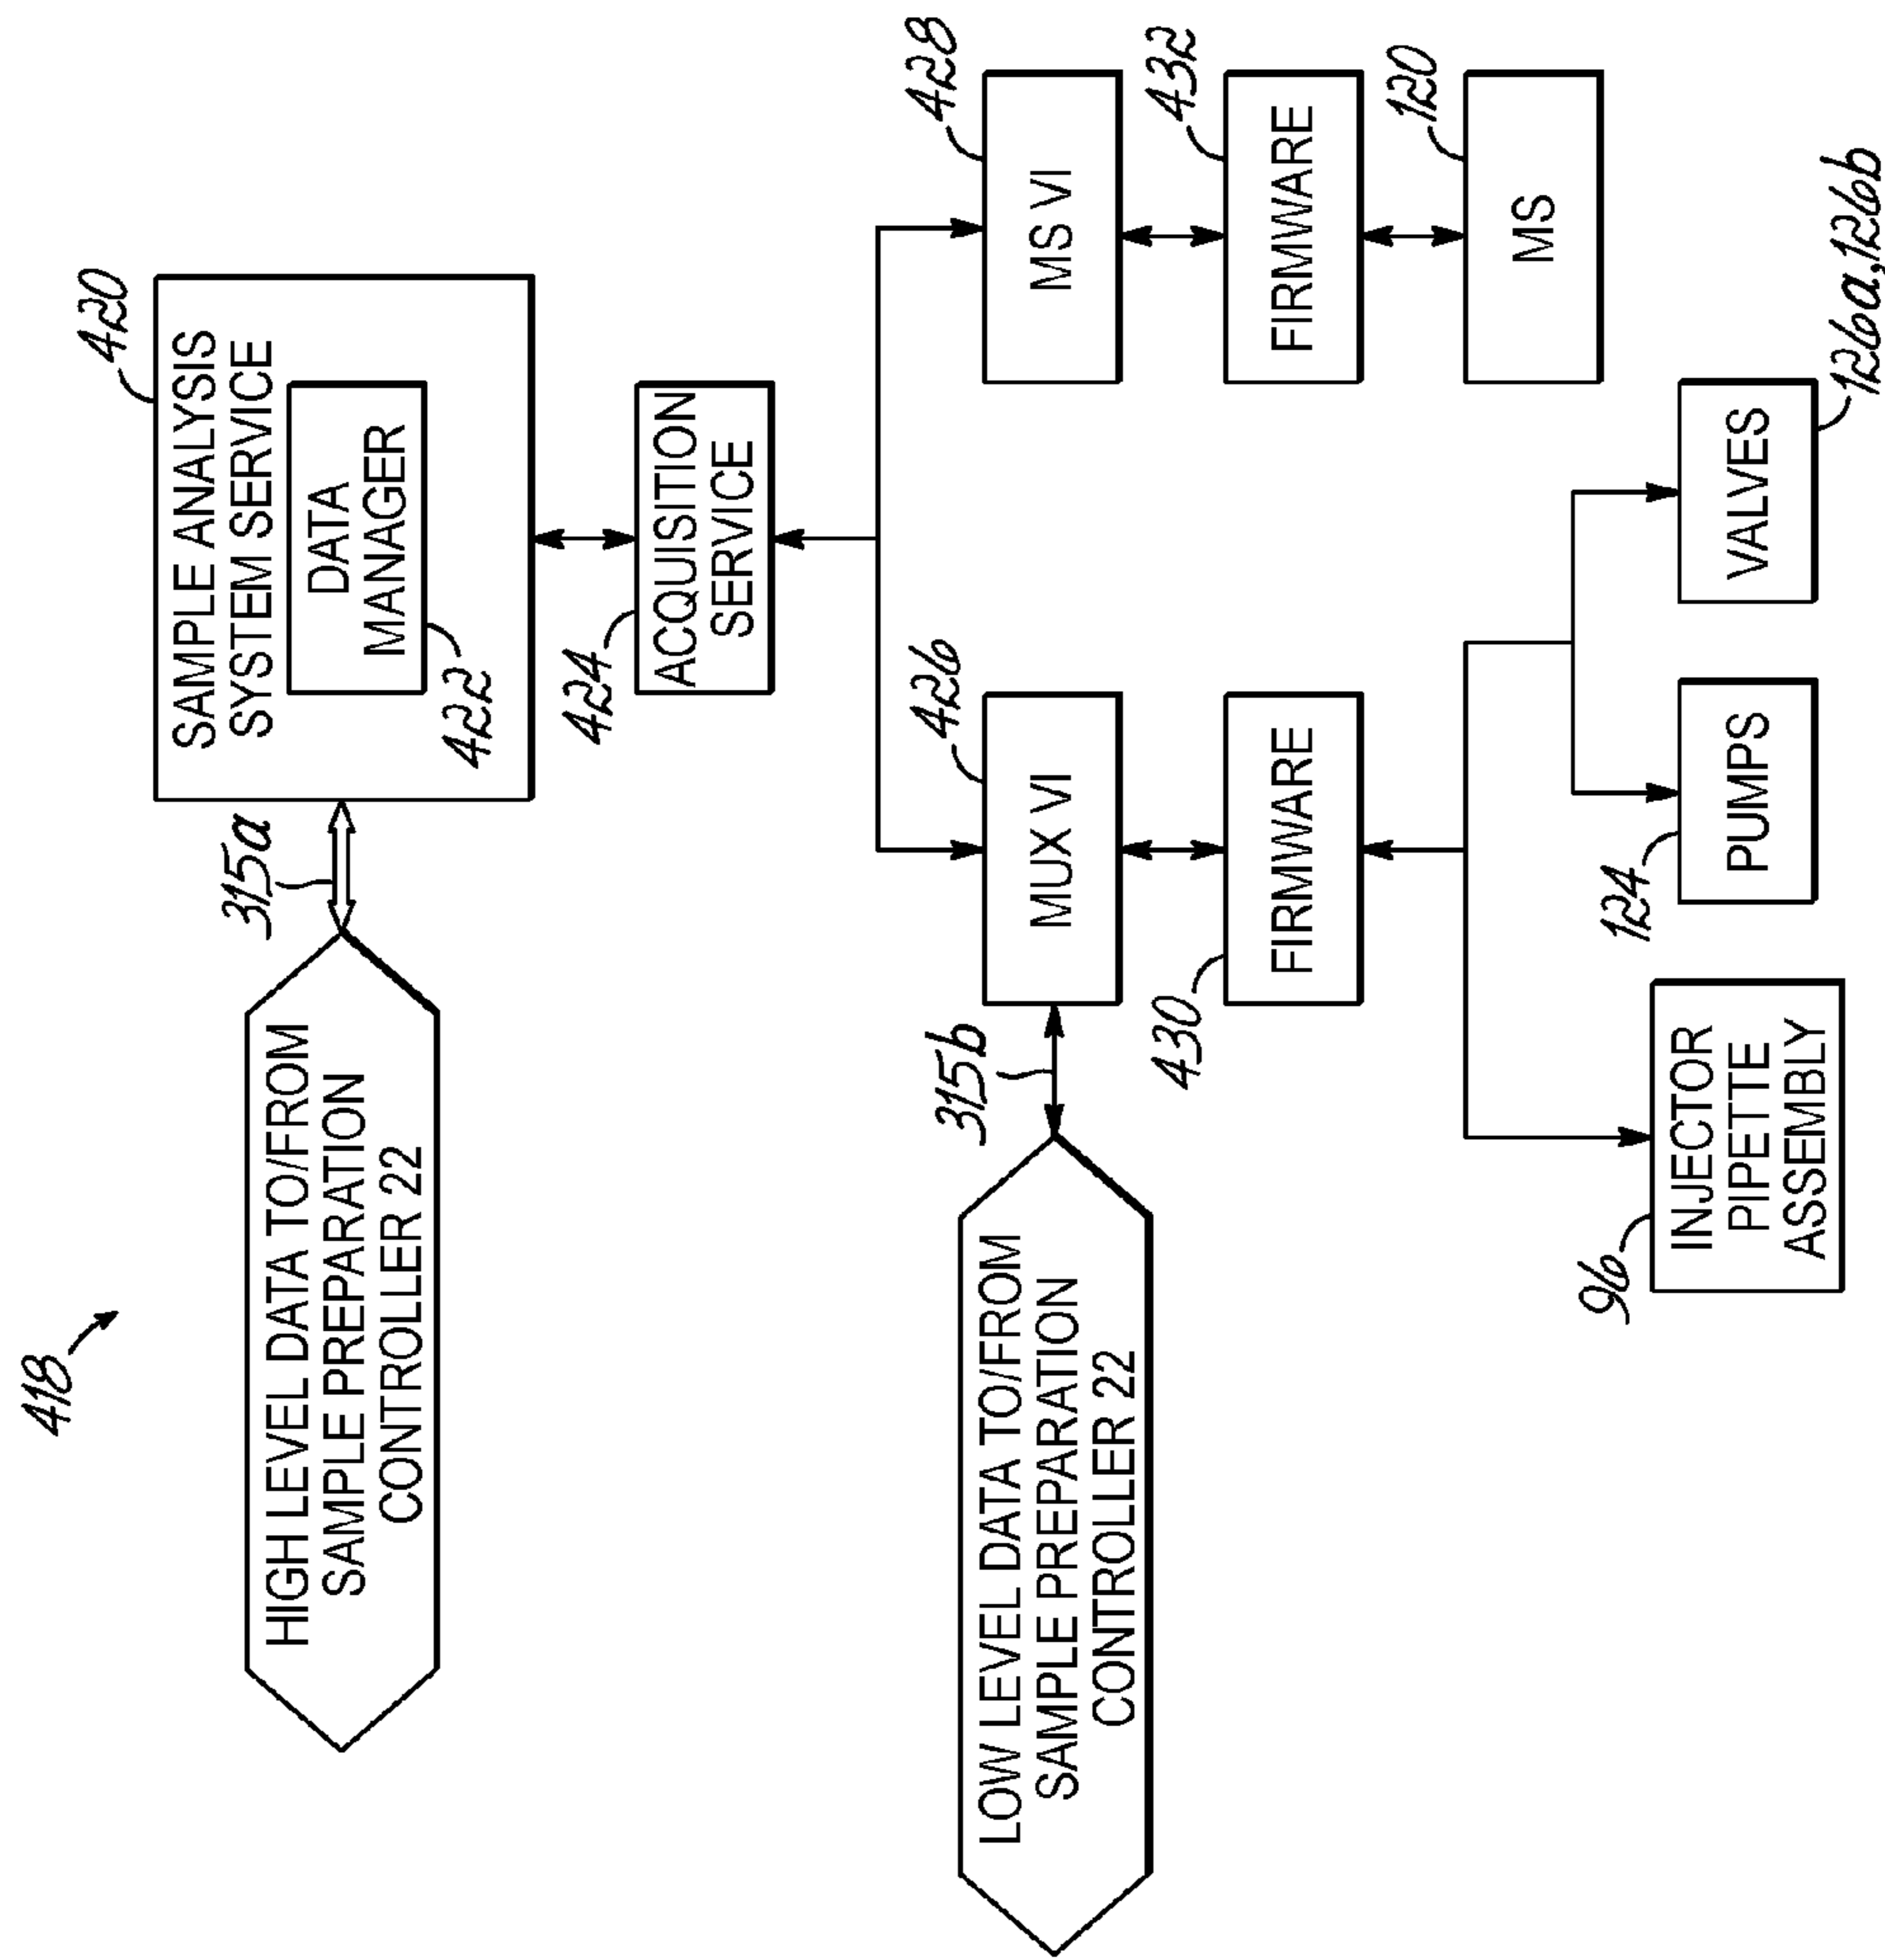 418
HIGH LEVEL DATA TO/FROM
SAMPLE PREPARATION
CONTROLLER 22
315a
420
SAMPLE ANALYSIS
SYSTEM SERVICE
DATA
MANAGER
422
424
ACQUISITION
SERVICE
LOW LEVEL DATA TO/FROM
SAMPLE PREPARATION
CONTROLLER 22
315b
426
MUX VI
428
MS VI
430
FIRMWARE
432
FIRMWARE
120
MS
96
INJECTOR
PIPETTE
ASSEMBLY
124
PUMPS
VALVES
126a,126b